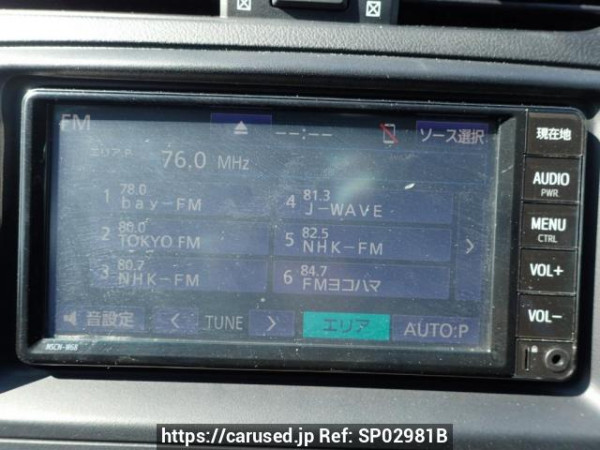 FM
--:--
ソース選択
エリア:P
76.0 MHz
1 78.0 bay-FM
2 80.0 TOKYO FM
3 80.7 NHK-FM
4 81.3 J-WAVE
5 82.5 NHK-FM
6 84.7 FMヨコハマ
音設定
< TUNE >
エリア
AUTO:P
NSCN-W68
現在地
AUDIO
PWR
MENU
CTRL
VOL+
VOL-
https://carused.jp Ref: SP02981B